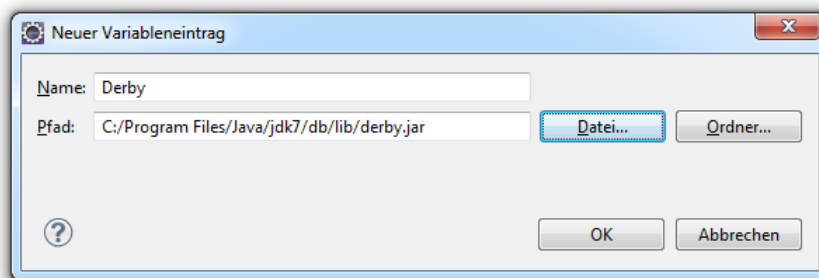 Neuer Variableneintrag
Name: Derby
Pfad: C:/Program Files/Java/jdk7/db/lib/derby.jar Datei... Ordner...
? OK Abbrechen